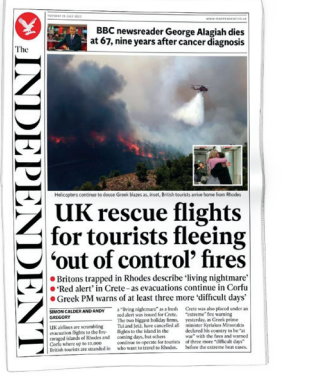 The
INDEPENDENT
BBC newsreader George Alagiah dies
at 67, nine years after cancer diagnosis
Helicopters continue to douse Greek blazes as, inset, British tourists arrive home from Rhodes
UK rescue flights
for tourists fleeing
‘out of control’ fires
● Britons trapped in Rhodes describe ‘living nightmare’
● ‘Red alert’ in Crete – as evacuations continue in Corfu
● Greek PM warns of at least three more ‘difficult days’
SIMON CALDER AND ANDY
GREGORY
UK airlines are scrambling
evacuation flights to the fire-
ravaged islands of Rhodes and
Corfu where up to 10,000
British tourists are stranded in
a “living nightmare” as a fresh
red alert was issued for Crete.
The two biggest holiday firms,
Tui and Jet2, have cancelled all
flights to the island in the
coming days, but others
continue to operate for tourists
who want to travel to Rhodes.
Crete was also placed under an
“extreme” fire warning
yesterday, as Greek prime
minister Kyriakos Mitsotakis
declared his country to be “at
war” with the fires and warned
of three more “difficult days”
before the extreme heat eases.